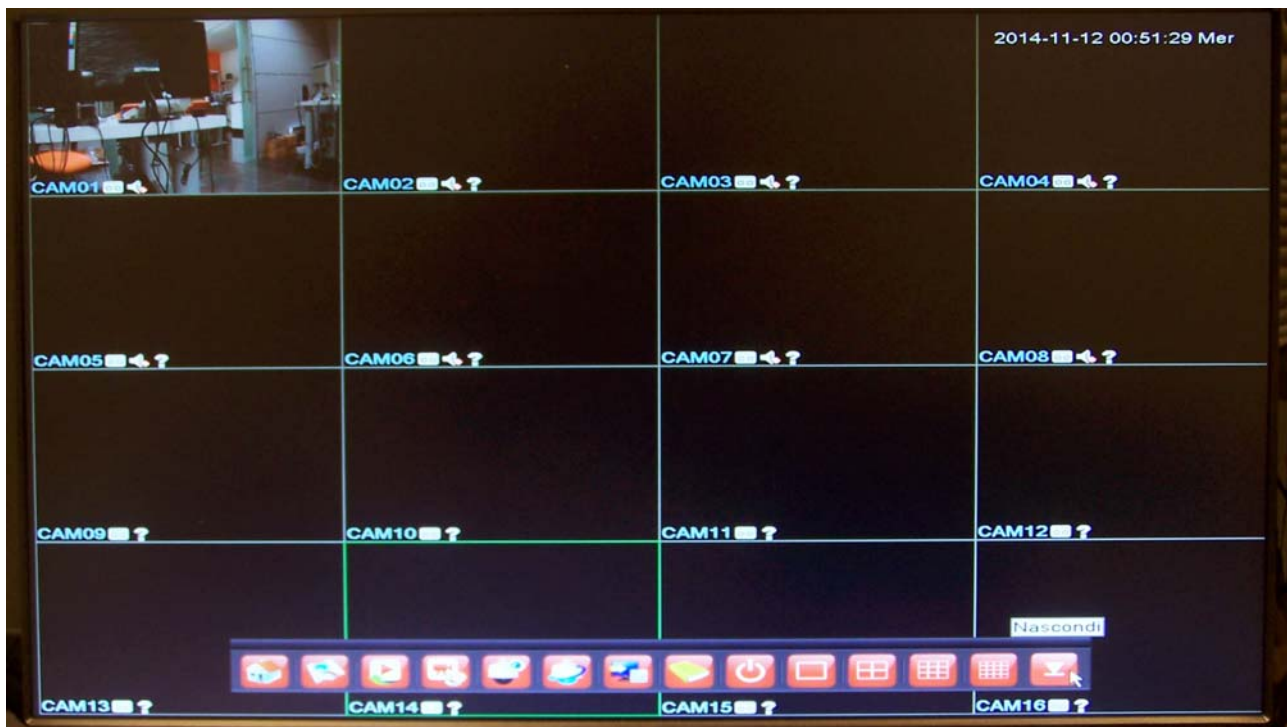 2014-11-12 00:51:29 Mer
CAM01
CAM02 ?
CAM03 ?
CAM04 ?
CAM05 ?
CAM06 ?
CAM07 ?
CAM08 ?
CAM09 ?
CAM10 ?
CAM11 ?
CAM12 ?
Nascondi
CAM13 ?
CAM14 ?
CAM15 ?
CAM16 ?